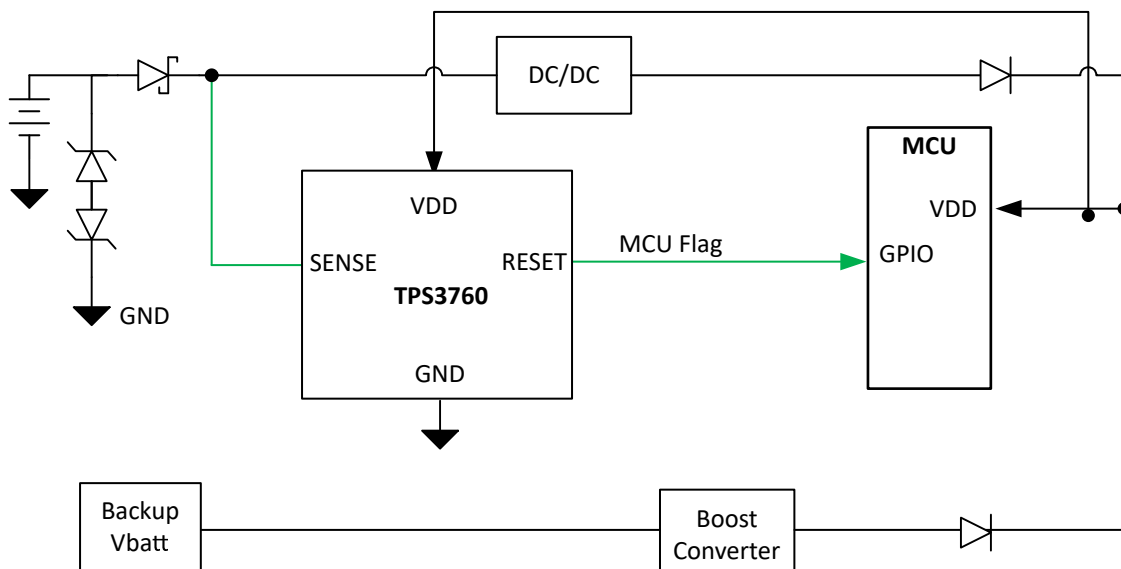 DC/DC
MCU
VDD
VDD
MCU Flag
SENSE
RESET
GPIO
TPS3760
GND
GND
Backup
Vbatt
Boost
Converter